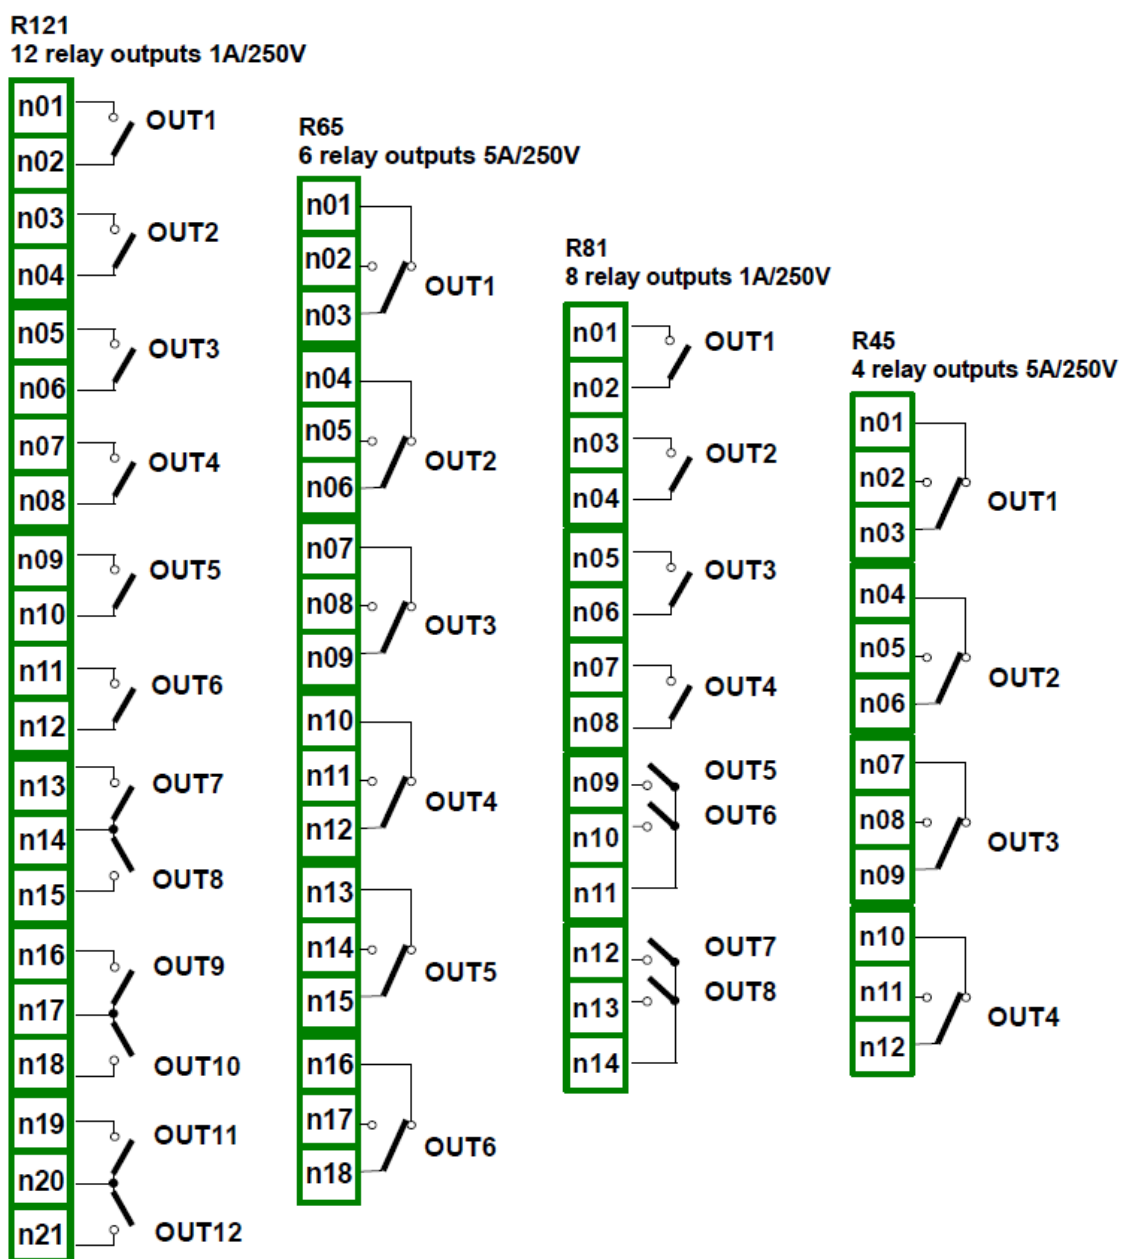 R121
12 relay outputs 1A/250V
n01
OUT1
n02
n03
OUT2
n04
n05
OUT3
n06
n07
OUT4
n08
n09
OUT5
n10
n11
OUT6
n12
n13
OUT7
n14
n15
OUT8
n16
OUT9
n17
n18
OUT10
n19
OUT11
n20
n21
OUT12
R65
6 relay outputs 5A/250V
n01
n02
OUT1
n03
n04
n05
OUT2
n06
n07
n08
OUT3
n09
n10
n11
OUT4
n12
n13
n14
OUT5
n15
n16
n17
OUT6
n18
R81
8 relay outputs 1A/250V
n01
OUT1
n02
n03
OUT2
n04
n05
OUT3
n06
n07
OUT4
n08
n09
OUT5
OUT6
n10
n11
n12
OUT7
OUT8
n13
n14
R45
4 relay outputs 5A/250V
n01
n02
OUT1
n03
n04
n05
OUT2
n06
n07
n08
OUT3
n09
n10
n11
OUT4
n12